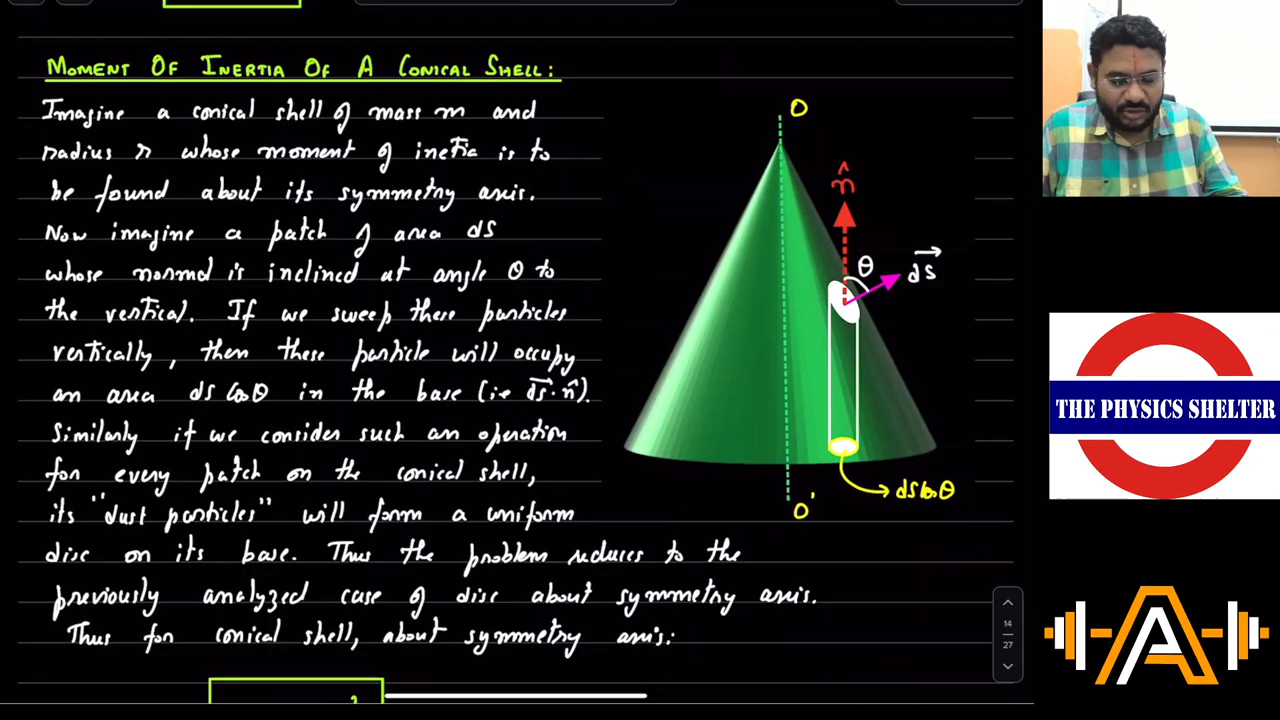 MOMENT OF INERTIA OF A CONICAL SHELL:
Imagine a conical shell of mass m and
radius r whose moment of inetia is to
be found about its symmetry axis.
Now imagine a patch of area ds
whose normal is inclined at angle θ to
the vertical. If we sweep these particles
vertically, then these particle will occupy
an area ds cosθ in the base (i.e d⃗s·n̂).
Similarly if we consider such an operation
for every patch on the conical shell,
its "dust particles" will form a uniform
disc on its base. Thus the problem reduces to the
previously analyzed case of disc about symmetry axis.
Thus for conical shell, about symmetry axis:
O
n̂
θ
d⃗s
dscosθ
O'
14
27
THE PHYSICS SHELTER
A